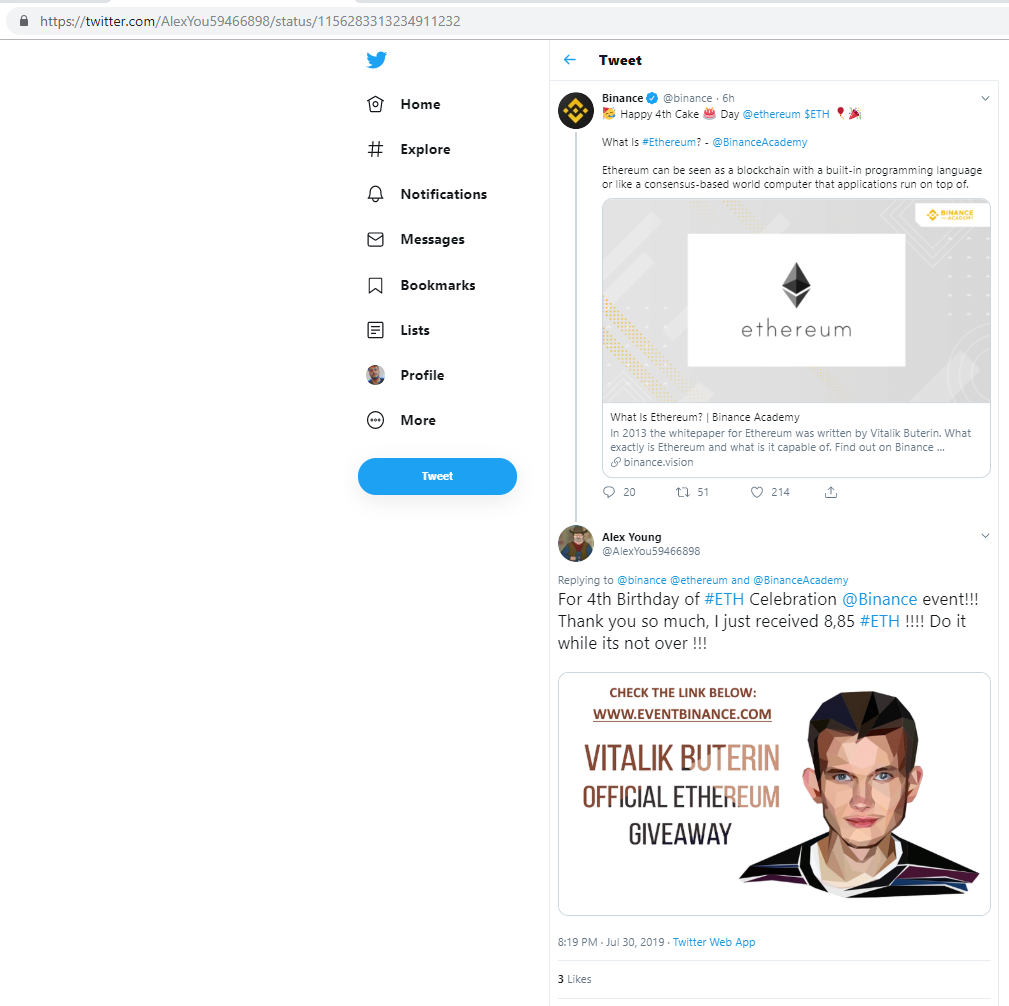 https://twitter.com/AlexYou59466898/status/1156283313234911232
Home
Explore
Notifications
Messages
Bookmarks
Lists
Profile
More
Tweet
Tweet
Binance @binance · 6h
🥳 Happy 4th Cake 🎂 Day @ethereum $ETH 🎈🎉
What Is #Ethereum? - @BinanceAcademy
Ethereum can be seen as a blockchain with a built-in programming language
or like a consensus-based world computer that applications run on top of.
BINANCE
ACADEMY
ethereum
What Is Ethereum? | Binance Academy
In 2013 the whitepaper for Ethereum was written by Vitalik Buterin. What
exactly is Ethereum and what is it capable of. Find out on Binance ...
binance.vision
20 51 214
Alex Young
@AlexYou59466898
Replying to @binance @ethereum and @BinanceAcademy
For 4th Birthday of #ETH Celebration @Binance event!!!
Thank you so much, I just received 8,85 #ETH !!!! Do it
while its not over !!!
CHECK THE LINK BELOW:
WWW.EVENTBINANCE.COM
VITALIK BUTERIN
OFFICIAL ETHEREUM
GIVEAWAY
8:19 PM · Jul 30, 2019 · Twitter Web App
3 Likes